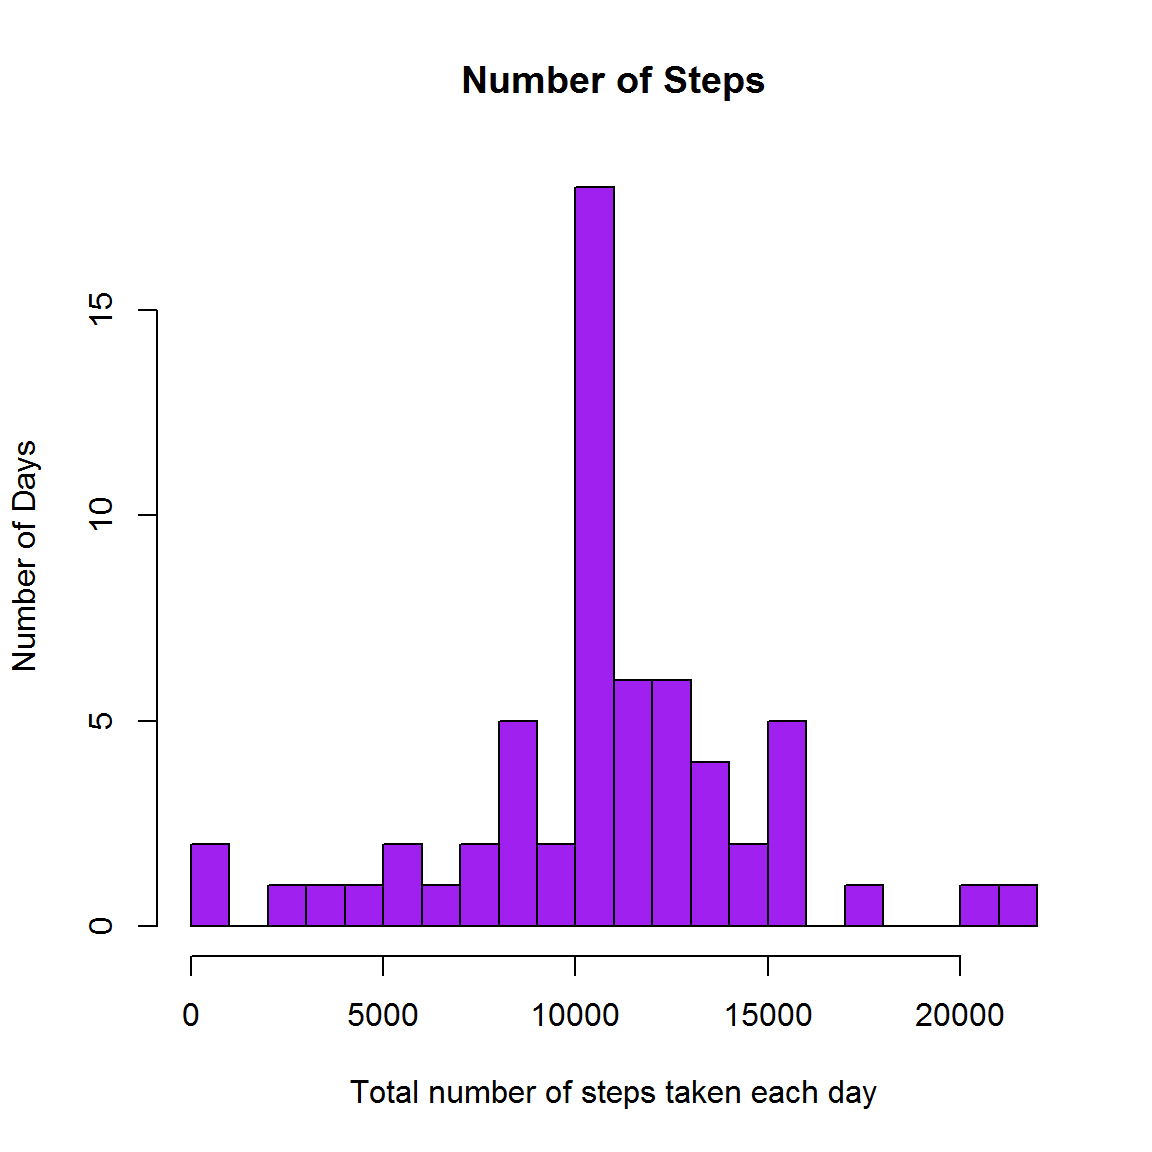 Number of Steps
Number of Days
15
10
5
0
0 5000 10000 15000 20000
Total number of steps taken each day